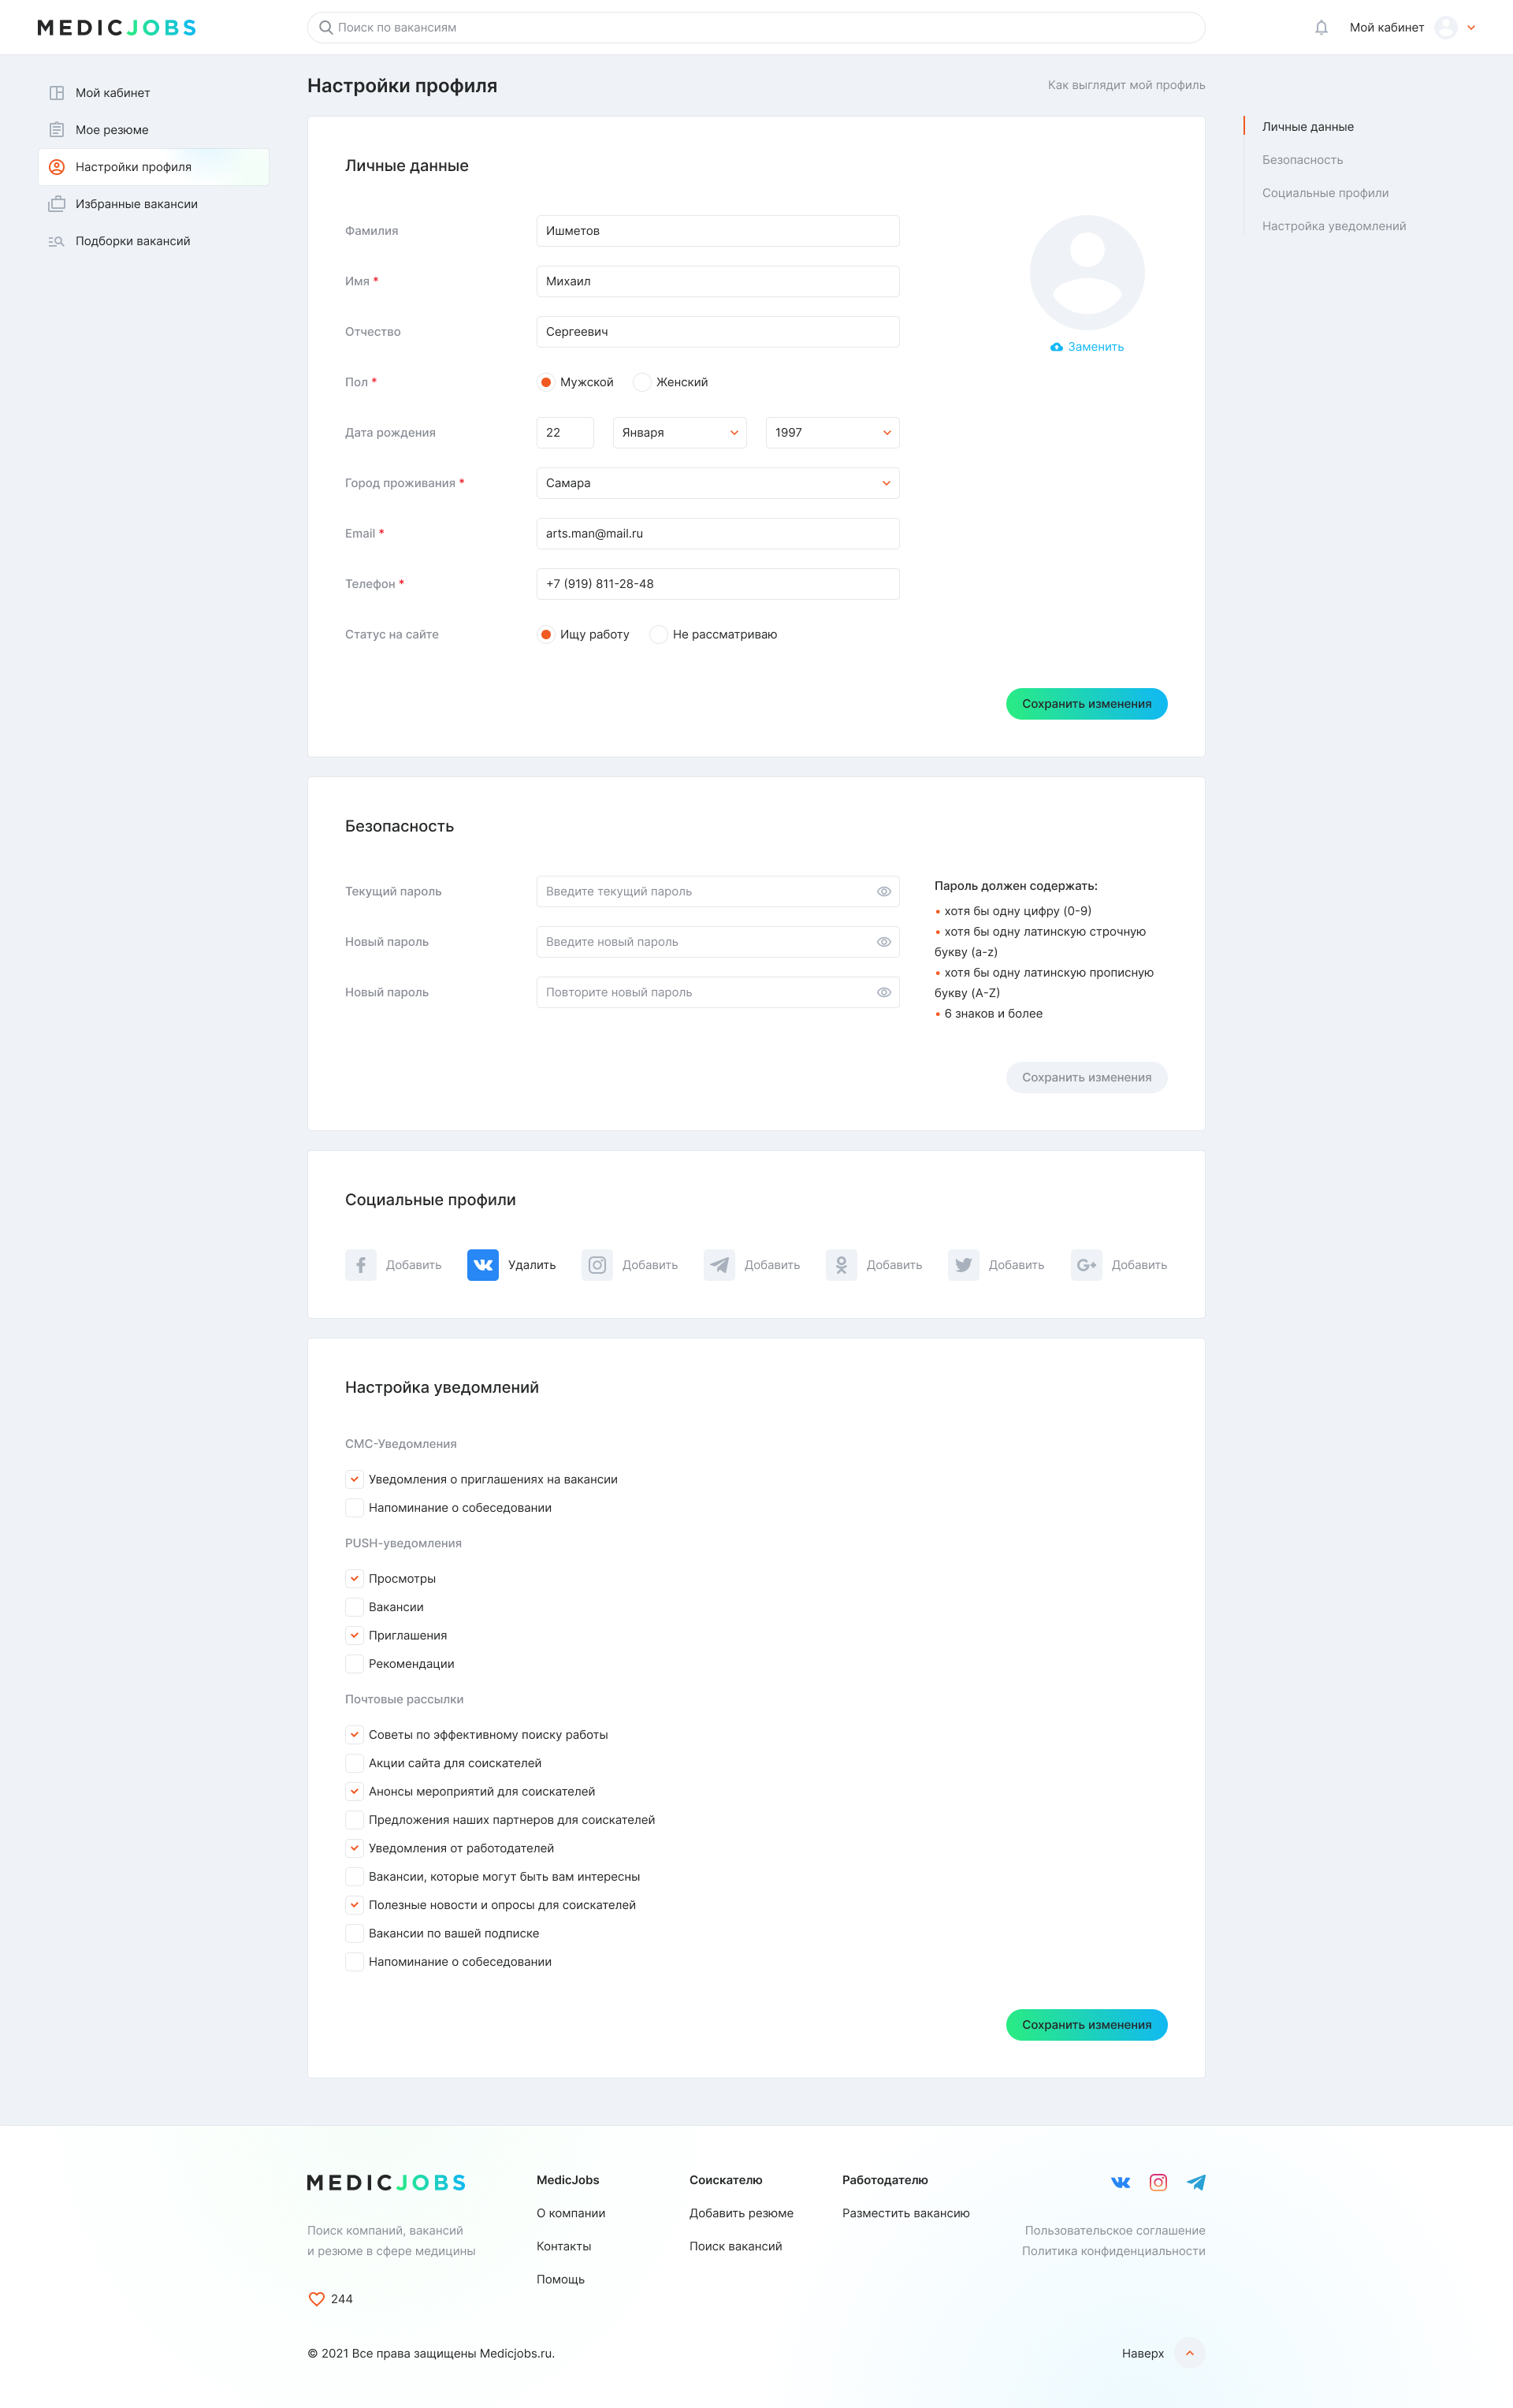 MEDICJOBS
Поиск по вакансиям
Мой кабинет
Мой кабинет
Мое резюме
Настройки профиля
Избранные вакансии
Подборки вакансий
Настройки профиля
Как выглядит мой профиль
Личные данные
Безопасность
Социальные профили
Настройка уведомлений
Личные данные
Фамилия
Ишметов
Имя *
Михаил
Отчество
Сергеевич
Заменить
Пол *
Мужской
Женский
Дата рождения
22
Января
1997
Город проживания *
Самара
Email *
arts.man@mail.ru
Телефон *
+7 (919) 811-28-48
Статус на сайте
Ищу работу
Не рассматриваю
Сохранить изменения
Безопасность
Текущий пароль
Введите текущий пароль
Новый пароль
Введите новый пароль
Новый пароль
Повторите новый пароль
Пароль должен содержать:
• хотя бы одну цифру (0-9)
• хотя бы одну латинскую строчную
букву (a-z)
• хотя бы одну латинскую прописную
букву (A-Z)
• 6 знаков и более
Сохранить изменения
Социальные профили
Добавить
Удалить
Добавить
Добавить
Добавить
Добавить
Добавить
Настройка уведомлений
СМС-Уведомления
Уведомления о приглашениях на вакансии
Напоминание о собеседовании
PUSH-уведомления
Просмотры
Вакансии
Приглашения
Рекомендации
Почтовые рассылки
Советы по эффективному поиску работы
Акции сайта для соискателей
Анонсы мероприятий для соискателей
Предложения наших партнеров для соискателей
Уведомления от работодателей
Вакансии, которые могут быть вам интересны
Полезные новости и опросы для соискателей
Вакансии по вашей подписке
Напоминание о собеседовании
Сохранить изменения
MEDICJOBS
Поиск компаний, вакансий
и резюме в сфере медицины
244
MedicJobs
О компании
Контакты
Помощь
Соискателю
Добавить резюме
Поиск вакансий
Работодателю
Разместить вакансию
Пользовательское соглашение
Политика конфиденциальности
© 2021 Все права защищены Medicjobs.ru.
Наверх